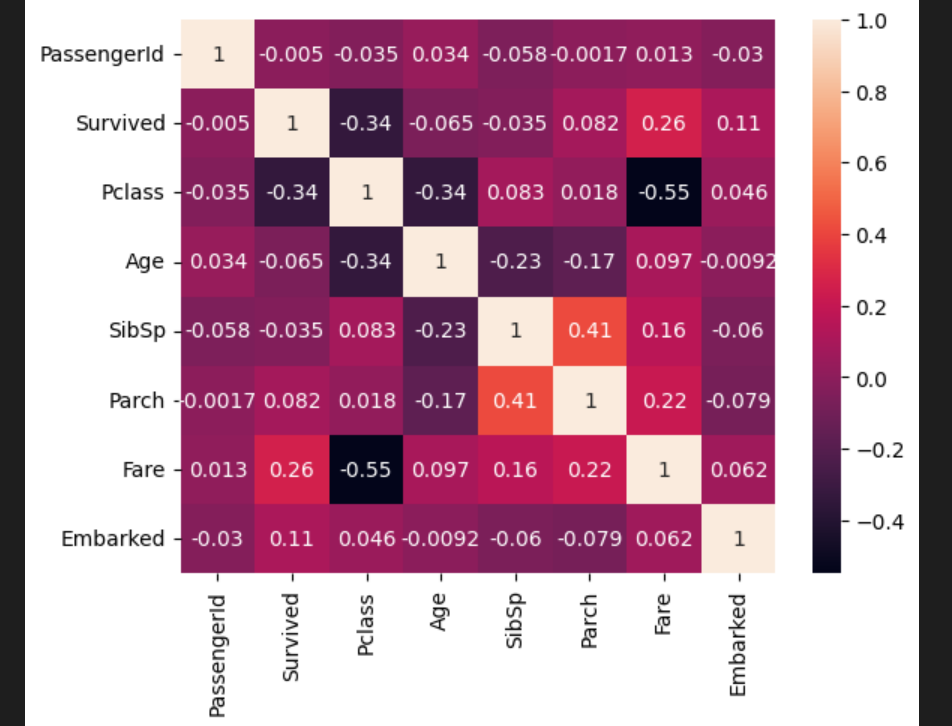 PassengerId 1 -0.005 -0.035 0.034 -0.058 -0.0017 0.013 -0.03
Survived -0.005 1 -0.34 -0.065 -0.035 0.082 0.26 0.11
Pclass -0.035 -0.34 1 -0.34 0.083 0.018 -0.55 0.046
Age 0.034 -0.065 -0.34 1 -0.23 -0.17 0.097 -0.0092
SibSp -0.058 -0.035 0.083 -0.23 1 0.41 0.16 -0.06
Parch -0.0017 0.082 0.018 -0.17 0.41 1 0.22 -0.079
Fare 0.013 0.26 -0.55 0.097 0.16 0.22 1 0.062
Embarked -0.03 0.11 0.046 -0.0092 -0.06 -0.079 0.062 1
PassengerId
Survived
Pclass
Age
SibSp
Parch
Fare
Embarked
1.0
0.8
0.6
0.4
0.2
0.0
−0.2
−0.4